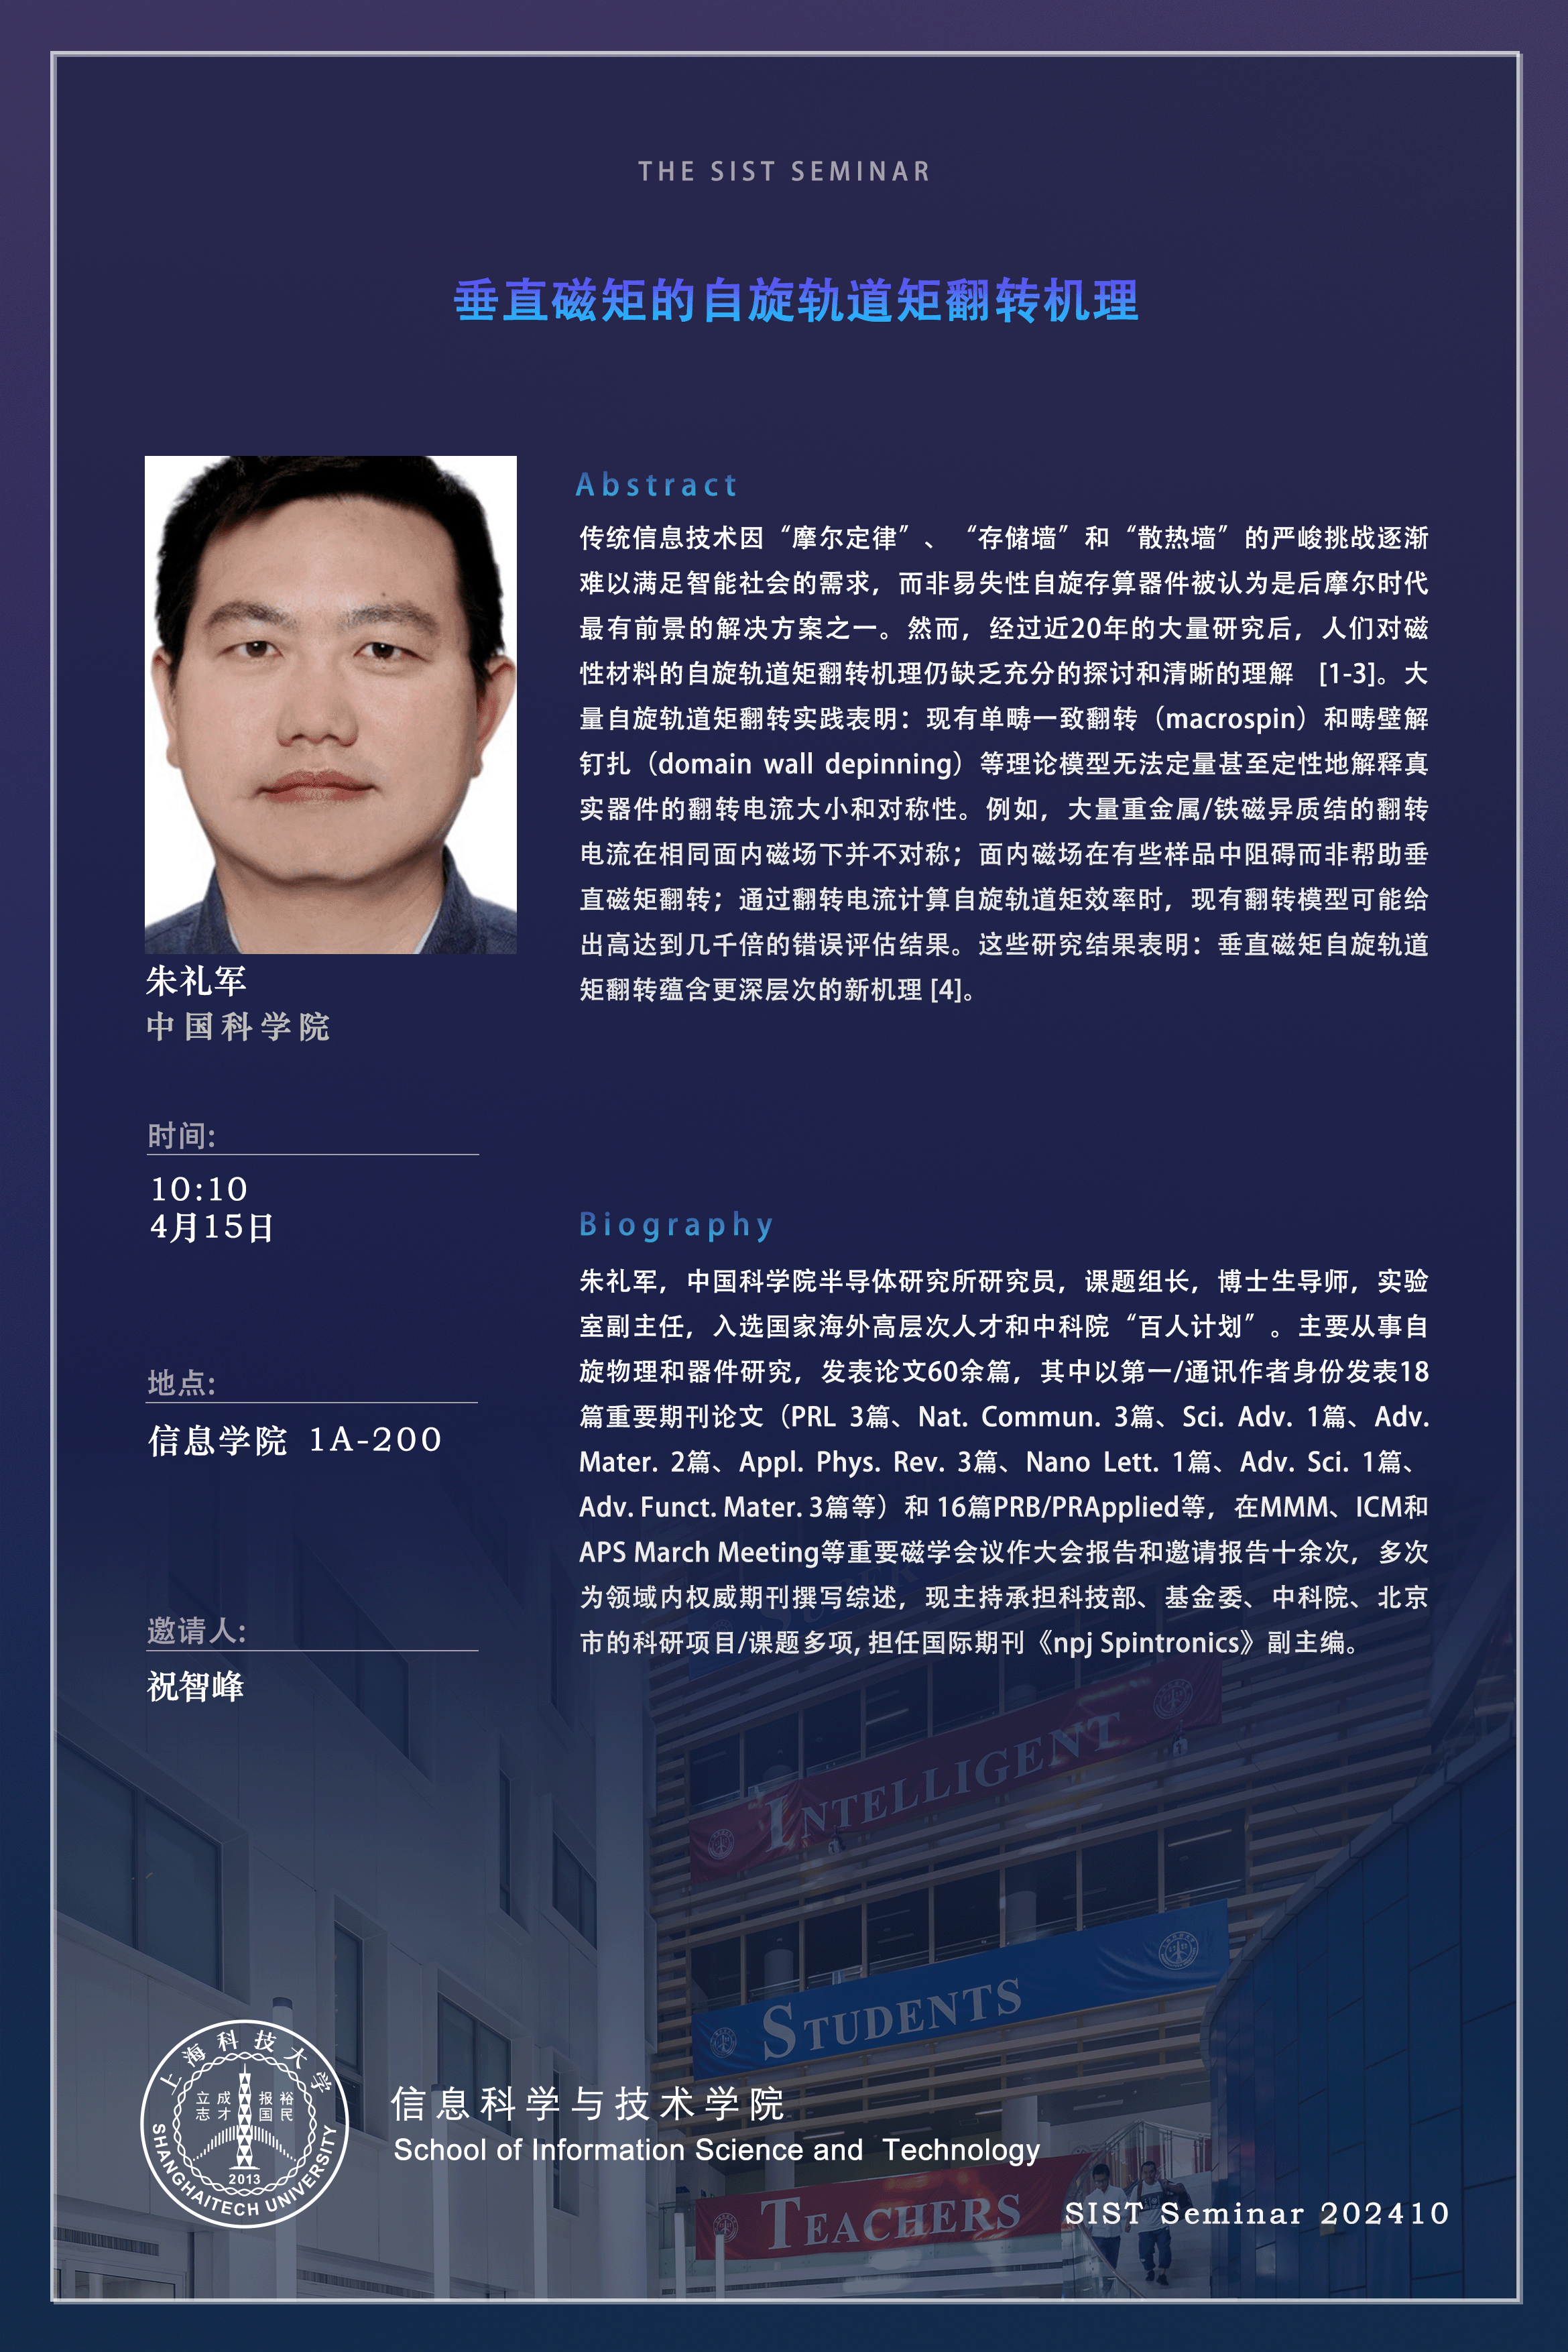 THE SIST SEMINAR
垂直磁矩的自旋轨道矩翻转机理
朱礼军
中国科学院
时间:
10:10
4月15日
地点:
信息学院 1A-200
邀请人:
祝智峰
Abstract
传统信息技术因“摩尔定律”、“存储墙”和“散热墙”的严峻挑战逐渐
难以满足智能社会的需求，而非易失性自旋存算器件被认为是后摩尔时代
最有前景的解决方案之一。然而，经过近20年的大量研究后，人们对磁
性材料的自旋轨道矩翻转机理仍缺乏充分的探讨和清晰的理解 [1-3]。大
量自旋轨道矩翻转实践表明：现有单畴一致翻转（macrospin）和畴壁解
钉扎（domain wall depinning）等理论模型无法定量甚至定性地解释真
实器件的翻转电流大小和对称性。例如，大量重金属/铁磁异质结的翻转
电流在相同面内磁场下并不对称；面内磁场在有些样品中阻碍而非帮助垂
直磁矩翻转；通过翻转电流计算自旋轨道矩效率时，现有翻转模型可能给
出高达到几千倍的错误评估结果。这些研究结果表明：垂直磁矩自旋轨道
矩翻转蕴含更深层次的新机理 [4]。
Biography
朱礼军，中国科学院半导体研究所研究员，课题组长，博士生导师，实验
室副主任，入选国家海外高层次人才和中科院“百人计划”。主要从事自
旋物理和器件研究，发表论文60余篇，其中以第一/通讯作者身份发表18
篇重要期刊论文（PRL 3篇、Nat. Commun. 3篇、Sci. Adv. 1篇、Adv.
Mater. 2篇、Appl. Phys. Rev. 3篇、Nano Lett. 1篇、Adv. Sci. 1篇、
Adv. Funct. Mater. 3篇等）和 16篇PRB/PRApplied等，在MMM、ICM和
APS March Meeting等重要磁学会议作大会报告和邀请报告十余次，多次
为领域内权威期刊撰写综述，现主持承担科技部、基金委、中科院、北京
市的科研项目/课题多项, 担任国际期刊《npj Spintronics》副主编。
INTELLIGENT
STUDENTS
TEACHERS
上海科技大学
立志 成才 报国 裕民
2013
SHANGHAITECH UNIVERSITY
信息科学与技术学院
School of Information Science and Technology
SIST Seminar 202410